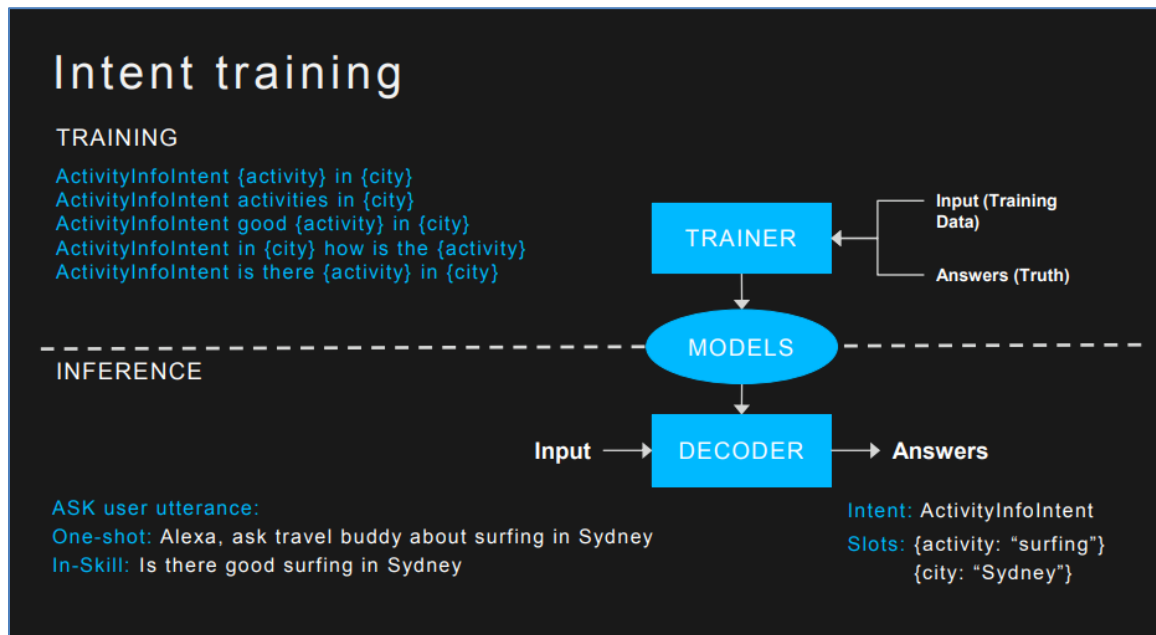 Intent training
TRAINING
ActivityInfoIntent {activity} in {city}
ActivityInfoIntent activities in {city}
ActivityInfoIntent good {activity} in {city}
ActivityInfoIntent in {city} how is the {activity}
ActivityInfoIntent is there {activity} in {city}
TRAINER
Input (Training
Data)
Answers (Truth)
MODELS
INFERENCE
Input
DECODER
Answers
ASK user utterance:
One-shot: Alexa, ask travel buddy about surfing in Sydney
In-Skill: Is there good surfing in Sydney
Intent: ActivityInfoIntent
Slots: {activity: “surfing”}
{city: “Sydney”}